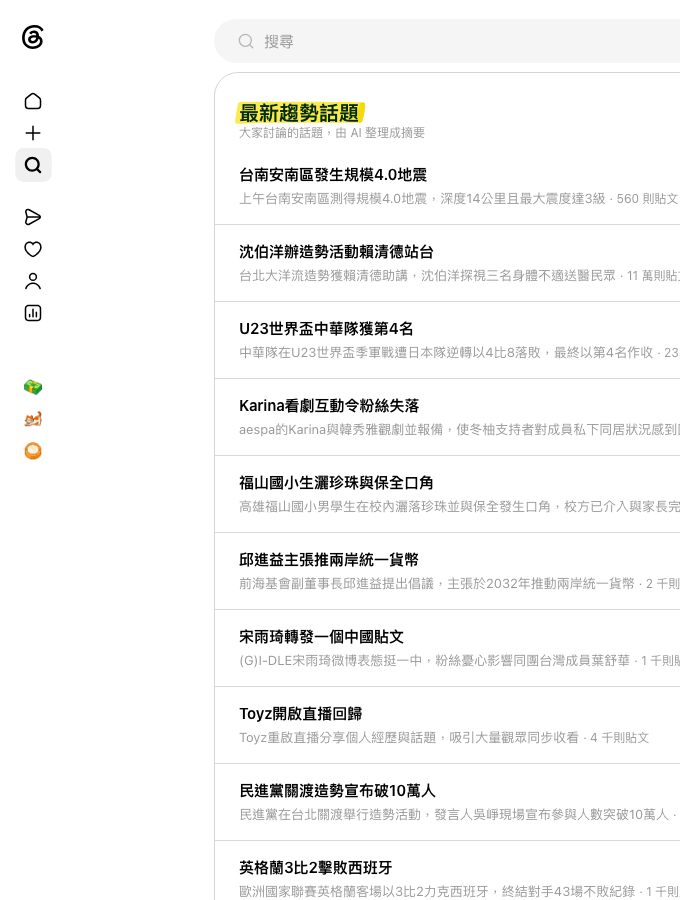 搜尋
最新趨勢話題
大家討論的話題，由 AI 整理成摘要
台南安南區發生規模4.0地震
上午台南安南區測得規模4.0地震，深度14公里且最大震度達3級 · 560 則貼文
沈伯洋辦造勢活動賴清德站台
台北大洋流造勢獲賴清德助講，沈伯洋探視三名身體不適送醫民眾 · 11 萬則貼
U23世界盃中華隊獲第4名
中華隊在U23世界盃季軍戰遭日本隊逆轉以4比8落敗，最終以第4名作收 · 23
Karina看劇互動令粉絲失落
aespa的Karina與韓秀雅觀劇並報備，使冬柚支持者對成員私下同居狀況感到
福山國小生灑珍珠與保全口角
高雄福山國小男學生在校內灑落珍珠並與保全發生口角，校方已介入與家長完
邱進益主張推兩岸統一貨幣
前海基會副董事長邱進益提出倡議，主張於2032年推動兩岸統一貨幣 · 2 千則
宋雨琦轉發一個中國貼文
(G)I-DLE宋雨琦微博表態挺一中，粉絲憂心影響同團台灣成員葉舒華 · 1 千則
Toyz開啟直播回歸
Toyz重啟直播分享個人經歷與話題，吸引大量觀眾同步收看 · 4 千則貼文
民進黨關渡造勢宣布破10萬人
民進黨在台北關渡舉行造勢活動，發言人吳崢現場宣布參與人數突破10萬人 ·
英格蘭3比2擊敗西班牙
歐洲國家聯賽英格蘭客場以3比2力克西班牙，終結對手43場不敗紀錄 · 1 千則